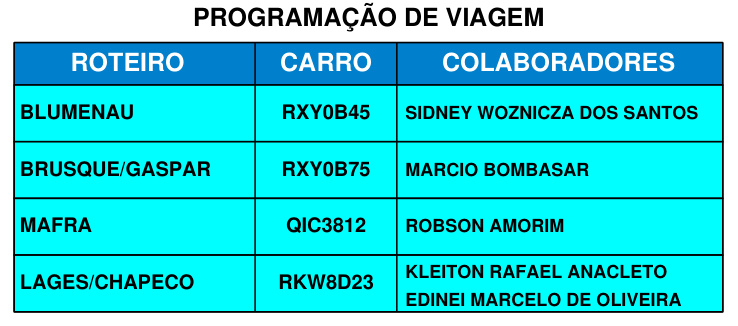 PROGRAMAÇÃO DE VIAGEM
ROTEIRO CARRO COLABORADORES
BLUMENAU RXY0B45 SIDNEY WOZNICZA DOS SANTOS
BRUSQUE/GASPAR RXY0B75 MARCIO BOMBASAR
MAFRA QIC3812 ROBSON AMORIM
LAGES/CHAPECO RKW8D23 KLEITON RAFAEL ANACLETO
EDINEI MARCELO DE OLIVEIRA